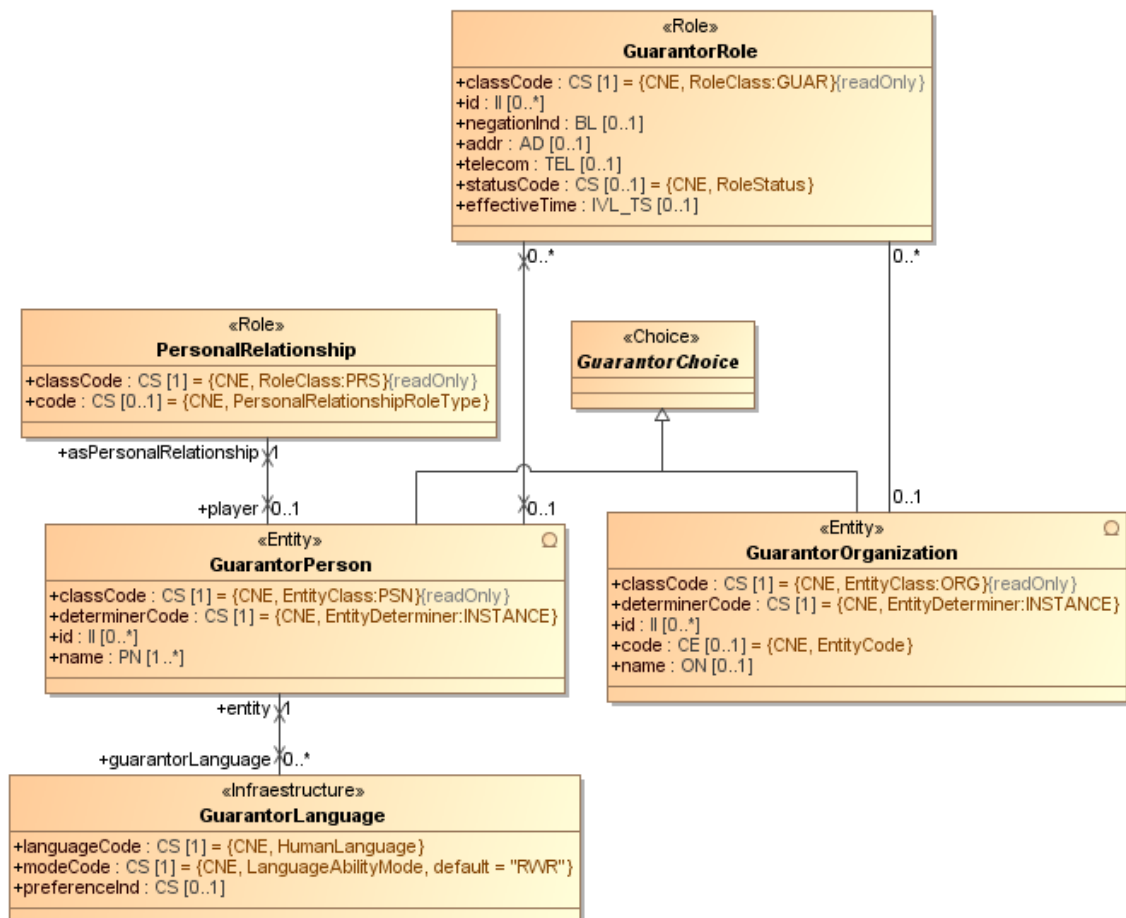 «Role»
GuarantorRole
+classCode : CS [1] = {CNE, RoleClass:GUAR}{readOnly}
+id : II [0..*]
+negationInd : BL [0..1]
+addr : AD [0..1]
+telecom : TEL [0..1]
+statusCode : CS [0..1] = {CNE, RoleStatus}
+effectiveTime : IVL_TS [0..1]
0..*
0..*
«Role»
PersonalRelationship
+classCode : CS [1] = {CNE, RoleClass:PRS}{readOnly}
+code : CS [0..1] = {CNE, PersonalRelationshipRoleType}
«Choice»
GuarantorChoice
+asPersonalRelationship 1
+player 0..1
0..1
0..1
«Entity»
GuarantorPerson
+classCode : CS [1] = {CNE, EntityClass:PSN}{readOnly}
+determinerCode : CS [1] = {CNE, EntityDeterminer:INSTANCE}
+id : II [0..*]
+name : PN [1..*]
«Entity»
GuarantorOrganization
+classCode : CS [1] = {CNE, EntityClass:ORG}{readOnly}
+determinerCode : CS [1] = {CNE, EntityDeterminer:INSTANCE}
+id : II [0..*]
+code : CE [0..1] = {CNE, EntityCode}
+name : ON [0..1]
+entity 1
+guarantorLanguage 0..*
«Infraestructure»
GuarantorLanguage
+languageCode : CS [1] = {CNE, HumanLanguage}
+modeCode : CS [1] = {CNE, LanguageAbilityMode, default = "RWR"}
+preferenceInd : CS [0..1]